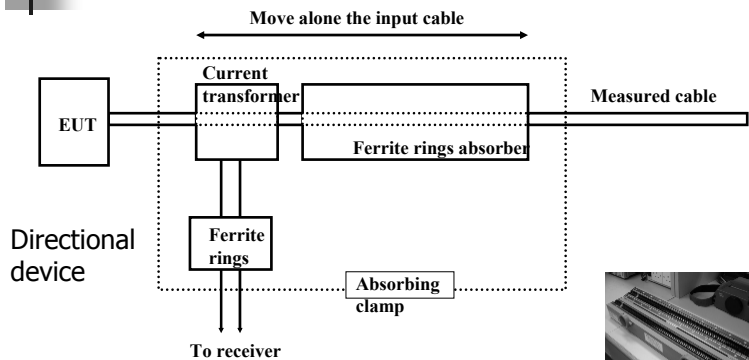 Move alone the input cable
Current
transformer
EUT
Measured cable
Ferrite rings absorber
Directional
device
Ferrite
rings
Absorbing
clamp
To receiver